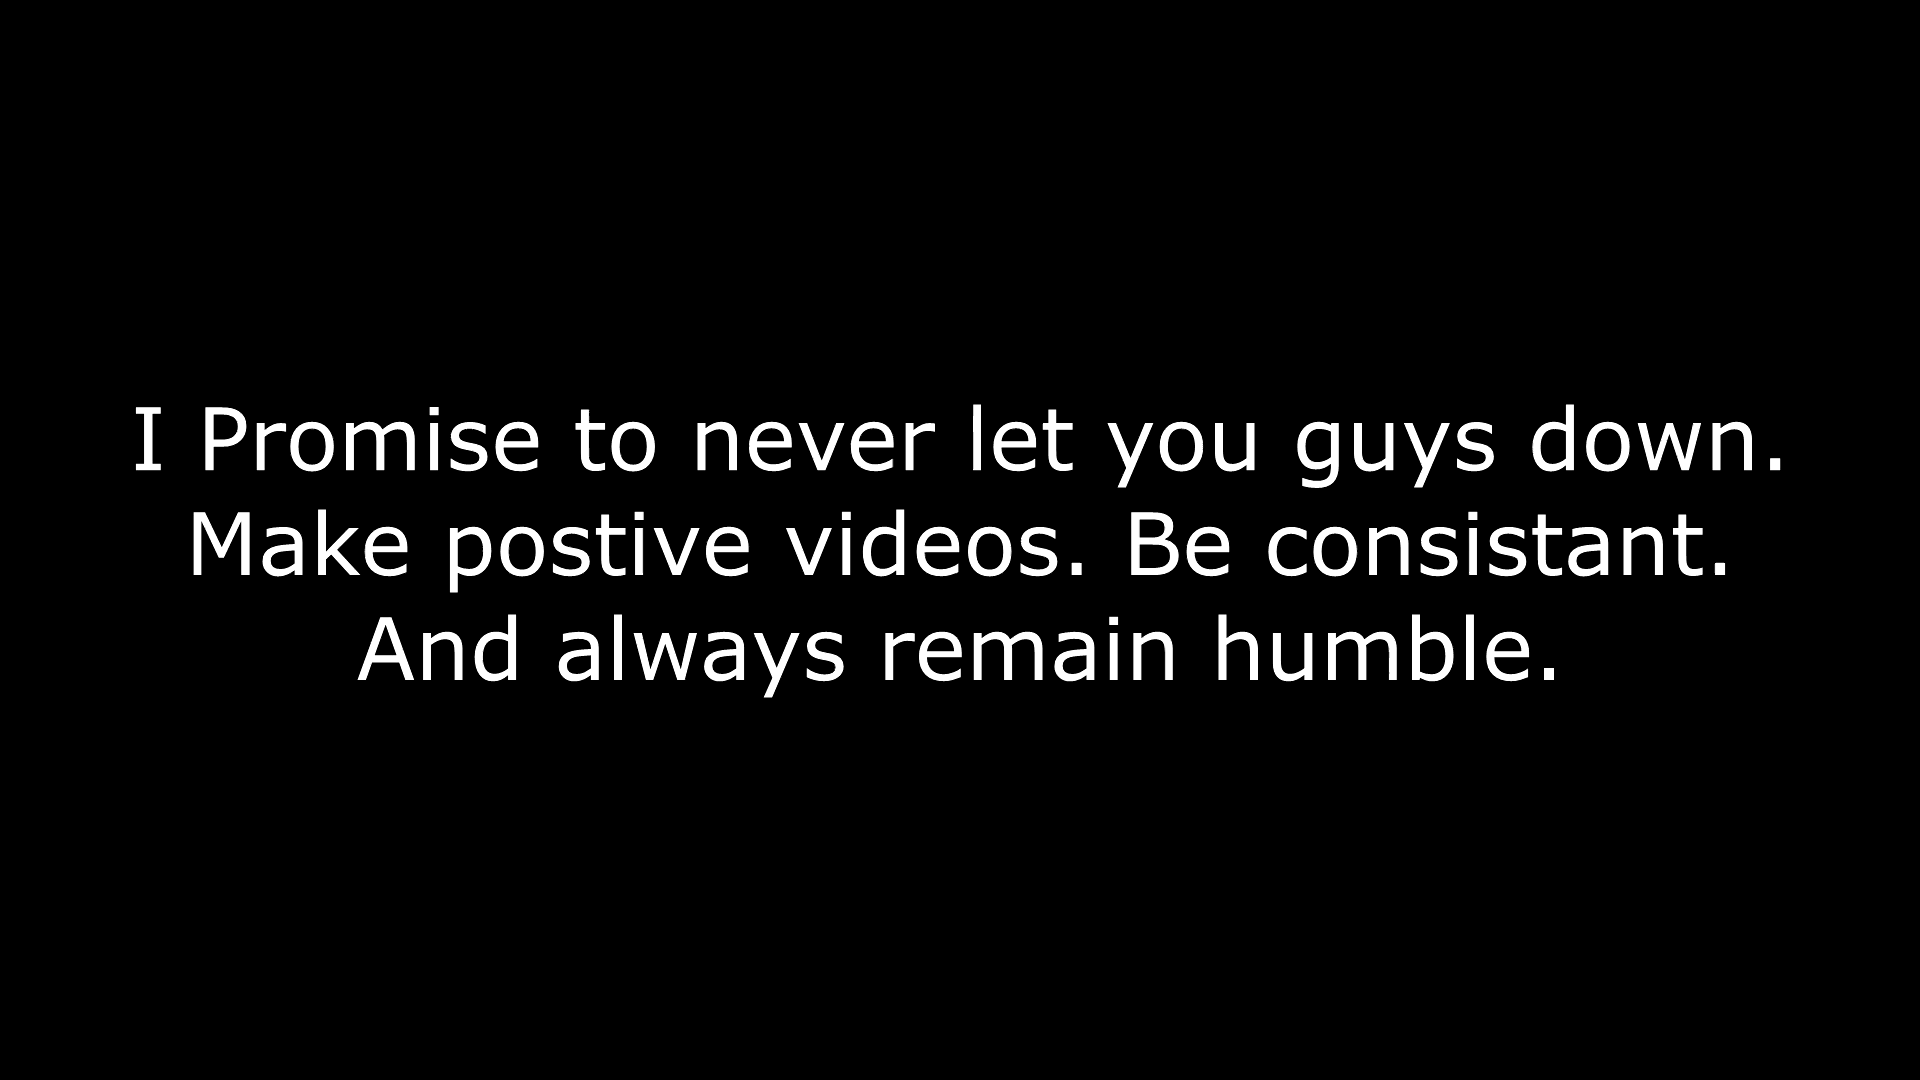 I Promise to never let you guys down.
Make postive videos. Be consistant.
And always remain humble.